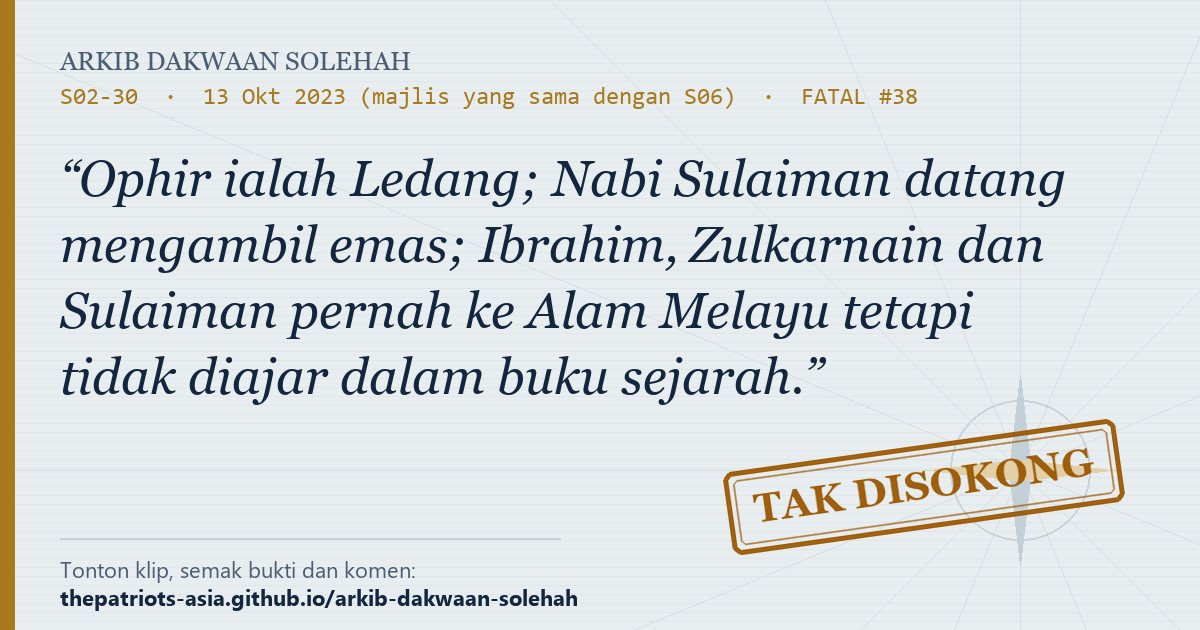 ARKIB DAKWAAN SOLEHAH
S02-30 · 13 Okt 2023 (majlis yang sama dengan S06) · FATAL #38
“Ophir ialah Ledang; Nabi Sulaiman datang
mengambil emas; Ibrahim, Zulkarnain dan
Sulaiman pernah ke Alam Melayu tetapi
tidak diajar dalam buku sejarah.”
TAK DISOKONG
Tonton klip, semak bukti dan komen:
thepatriots-asia.github.io/arkib-dakwaan-solehah